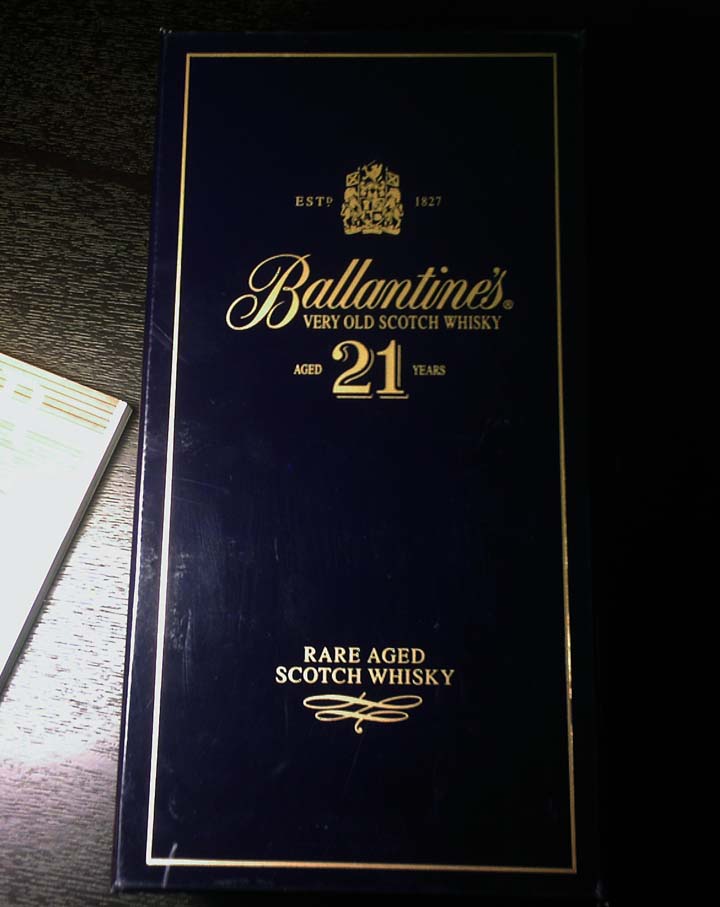 ESTD 1827
Ballantine's®
VERY OLD SCOTCH WHISKY
AGED 21 YEARS
RARE AGED
SCOTCH WHISKY